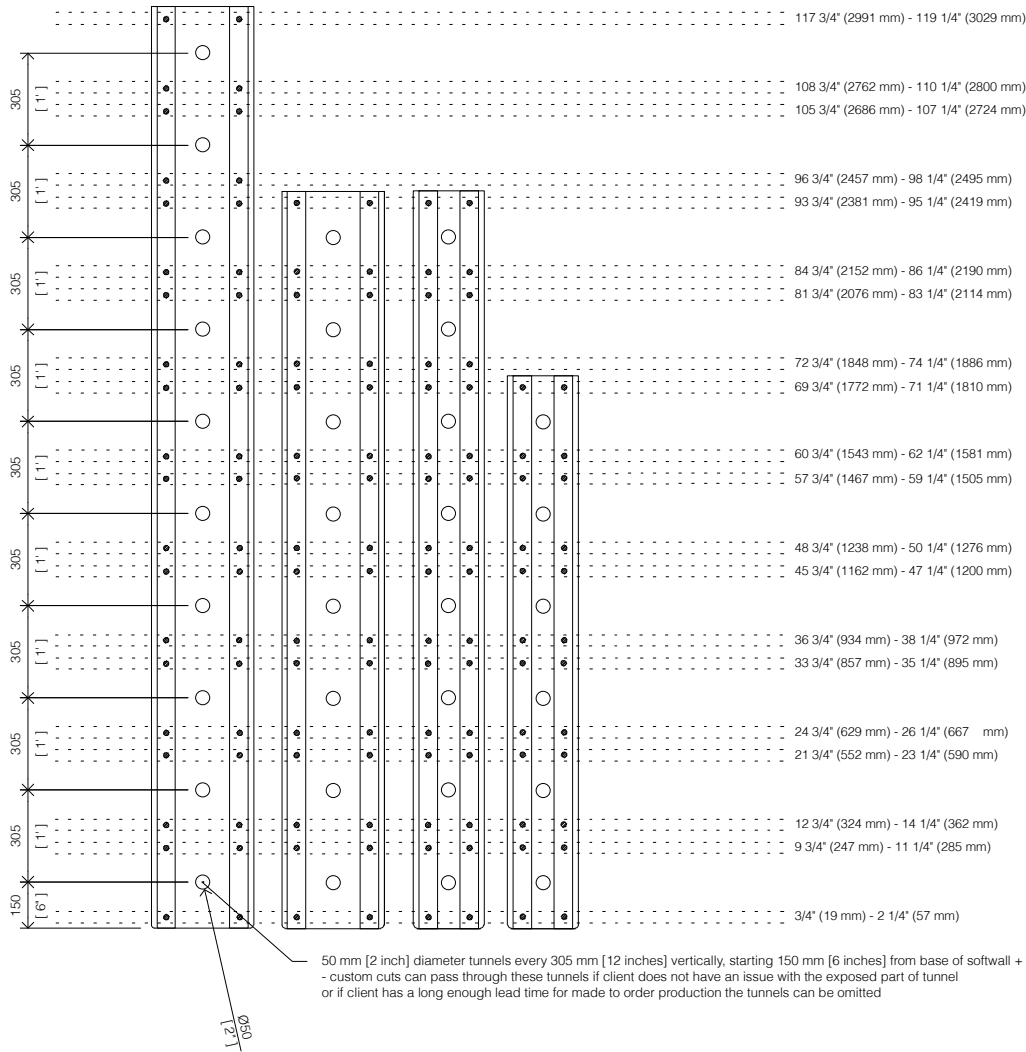 117 3/4" (2991 mm) - 119 1/4" (3029 mm)
108 3/4" (2762 mm) - 110 1/4" (2800 mm)
105 3/4" (2686 mm) - 107 1/4" (2724 mm)
96 3/4" (2457 mm) - 98 1/4" (2495 mm)
93 3/4" (2381 mm) - 95 1/4" (2419 mm)
84 3/4" (2152 mm) - 86 1/4" (2190 mm)
81 3/4" (2076 mm) - 83 1/4" (2114 mm)
72 3/4" (1848 mm) - 74 1/4" (1886 mm)
69 3/4" (1772 mm) - 71 1/4" (1810 mm)
60 3/4" (1543 mm) - 62 1/4" (1581 mm)
57 3/4" (1467 mm) - 59 1/4" (1505 mm)
48 3/4" (1238 mm) - 50 1/4" (1276 mm)
45 3/4" (1162 mm) - 47 1/4" (1200 mm)
36 3/4" (934 mm) - 38 1/4" (972 mm)
33 3/4" (857 mm) - 35 1/4" (895 mm)
24 3/4" (629 mm) - 26 1/4" (667 mm)
21 3/4" (552 mm) - 23 1/4" (590 mm)
12 3/4" (324 mm) - 14 1/4" (362 mm)
9 3/4" (247 mm) - 11 1/4" (285 mm)
3/4" (19 mm) - 2 1/4" (57 mm)
305
[ 1' ]
305
[ 1' ]
305
[ 1' ]
305
[ 1' ]
305
[ 1' ]
305
[ 1' ]
305
[ 1' ]
305
[ 1' ]
305
[ 1' ]
150
[ 6" ]
50 mm [2 inch] diameter tunnels every 305 mm [12 inches] vertically, starting 150 mm [6 inches] from base of softwall +
- custom cuts can pass through these tunnels if client does not have an issue with the exposed part of tunnel
or if client has a long enough lead time for made to order production the tunnels can be omitted
Ø50
[ 2" ]